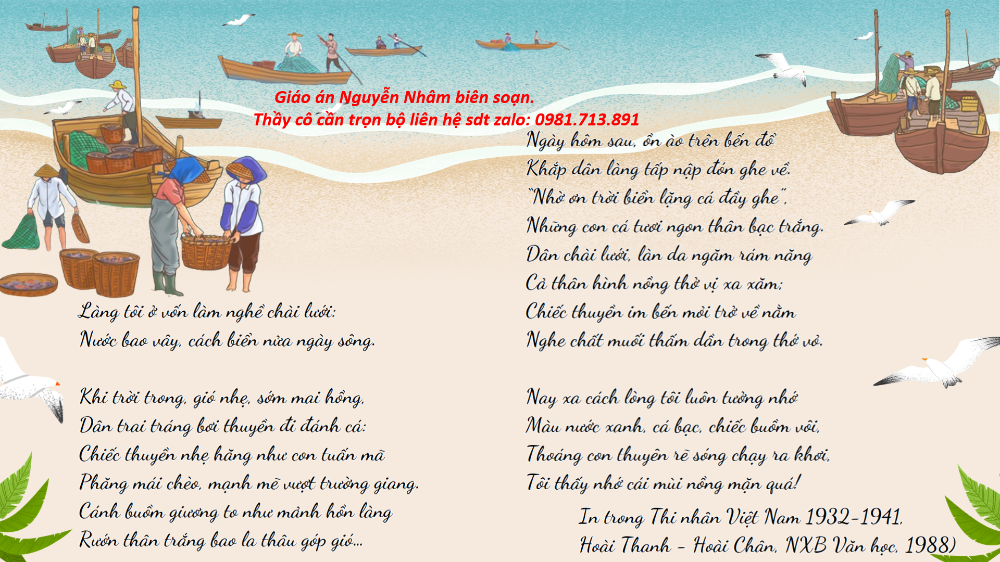 Giáo án Nguyễn Nhâm biên soạn.
Thầy cô cần trọn bộ liên hệ sdt zalo: 0981.713.891
Làng tôi ở vốn làm nghề chài lưới:
Nước bao vây, cách biển nửa ngày sông.
Khi trời trong, gió nhẹ, sớm mai hồng,
Dân trai tráng bơi thuyền đi đánh cá:
Chiếc thuyền nhẹ hăng như con tuấn mã
Phăng mái chèo, mạnh mẽ vượt trường giang.
Cánh buồm giương to như mảnh hồn làng
Rướn thân trắng bao la thâu góp gió...
Ngày hôm sau, ồn ào trên bến đỗ
Khắp dân làng tấp nập đón ghe về.
“Nhờ ơn trời biển lặng cá đầy ghe”,
Những con cá tươi ngon thân bạc trắng.
Dân chài lưới, làn da ngăm rám nắng
Cả thân hình nồng thở vị xa xăm;
Chiếc thuyền im bến mỏi trở về nằm
Nghe chất muối thấm dần trong thớ vỏ.
Nay xa cách lòng tôi luôn tưởng nhớ
Màu nước xanh, cá bạc, chiếc buồm vôi,
Thoáng con thuyền rẽ sóng chạy ra khơi,
Tôi thấy nhớ cái mùi nồng mặn quá!
In trong Thi nhân Việt Nam 1932-1941,
Hoài Thanh - Hoài Chân, NXB Văn học, 1988)